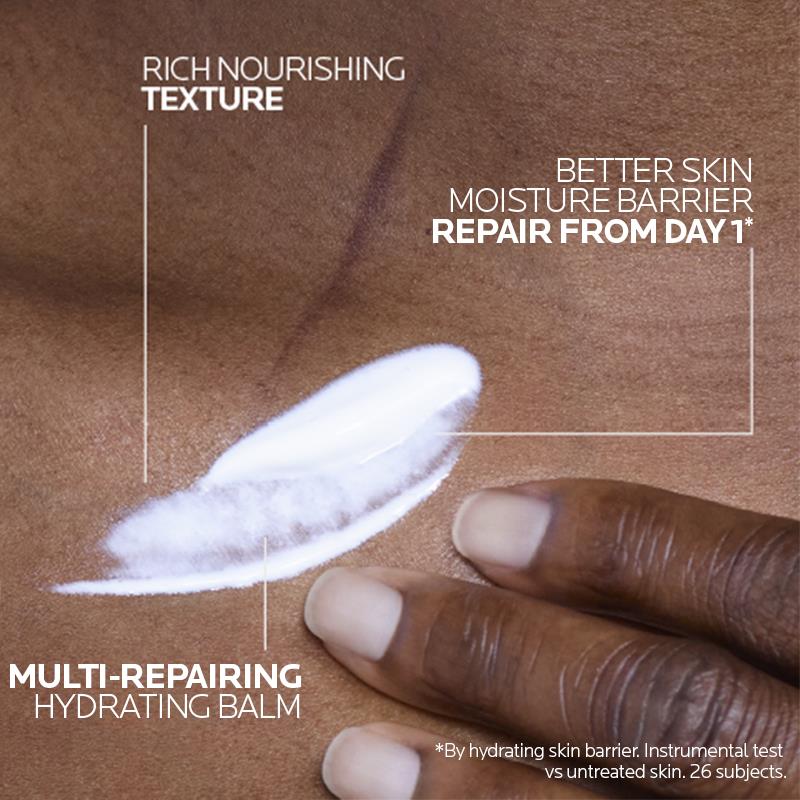 RICH NOURISHING
TEXTURE
BETTER SKIN
MOISTURE BARRIER
REPAIR FROM DAY 1*
MULTI-REPAIRING
HYDRATING BALM
*By hydrating skin barrier. Instrumental test
vs untreated skin. 26 subjects.